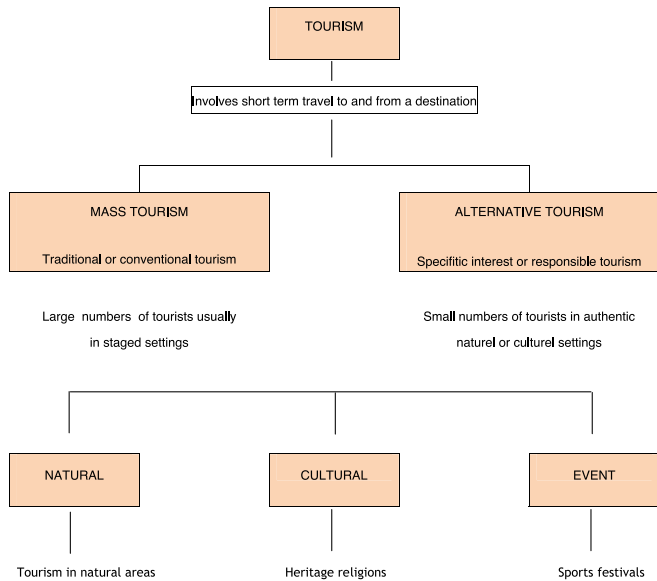 TOURISM
Involves short term travel to and from a destination
MASS TOURISM
Traditional or conventional tourism
ALTERNATIVE TOURISM
Specifitic interest or responsible tourism
Large numbers of tourists usually
in staged settings
Small numbers of tourists in authentic
naturel or culturel settings
NATURAL
CULTURAL
EVENT
Tourism in natural areas
Heritage religions
Sports festivals